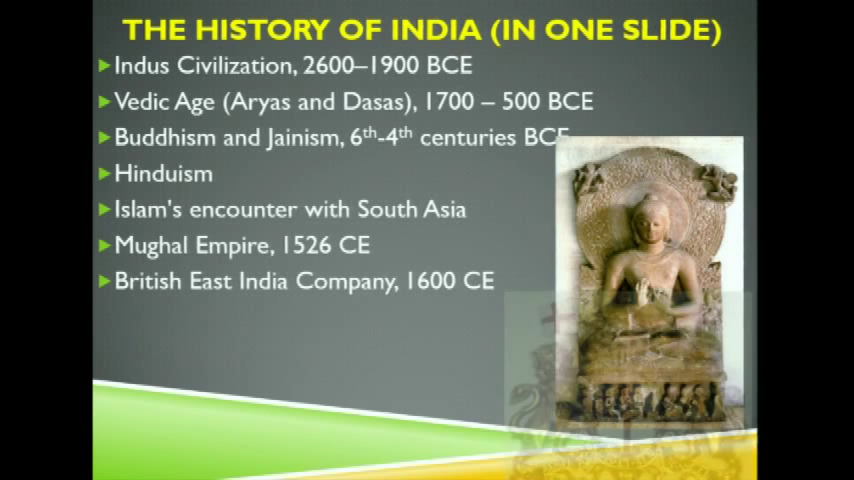 THE HISTORY OF INDIA (IN ONE SLIDE)
Indus Civilization, 2600–1900 BCE
Vedic Age (Aryas and Dasas), 1700 – 500 BCE
Buddhism and Jainism, 6th-4th centuries BCE
Hinduism
Islam's encounter with South Asia
Mughal Empire, 1526 CE
British East India Company, 1600 CE